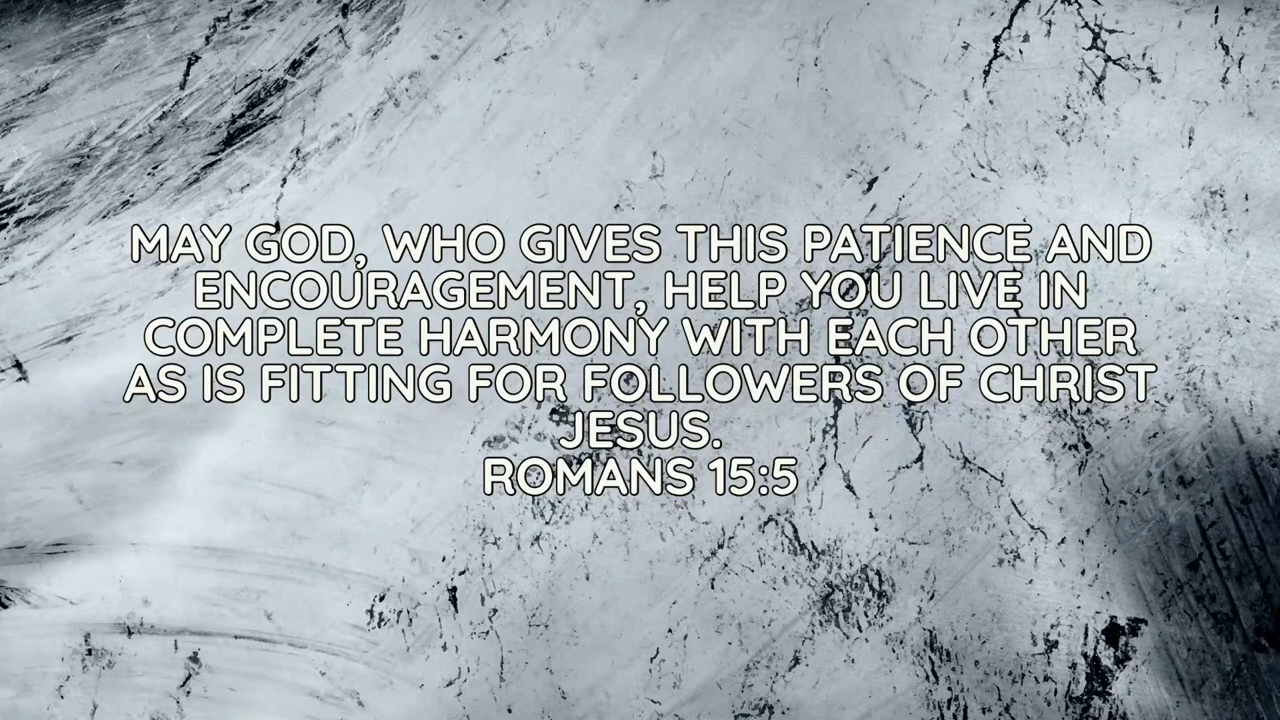 MAY GOD, WHO GIVES THIS PATIENCE AND
ENCOURAGEMENT, HELP YOU LIVE IN
COMPLETE HARMONY WITH EACH OTHER
AS IS FITTING FOR FOLLOWERS OF CHRIST
JESUS.
ROMANS 15:5